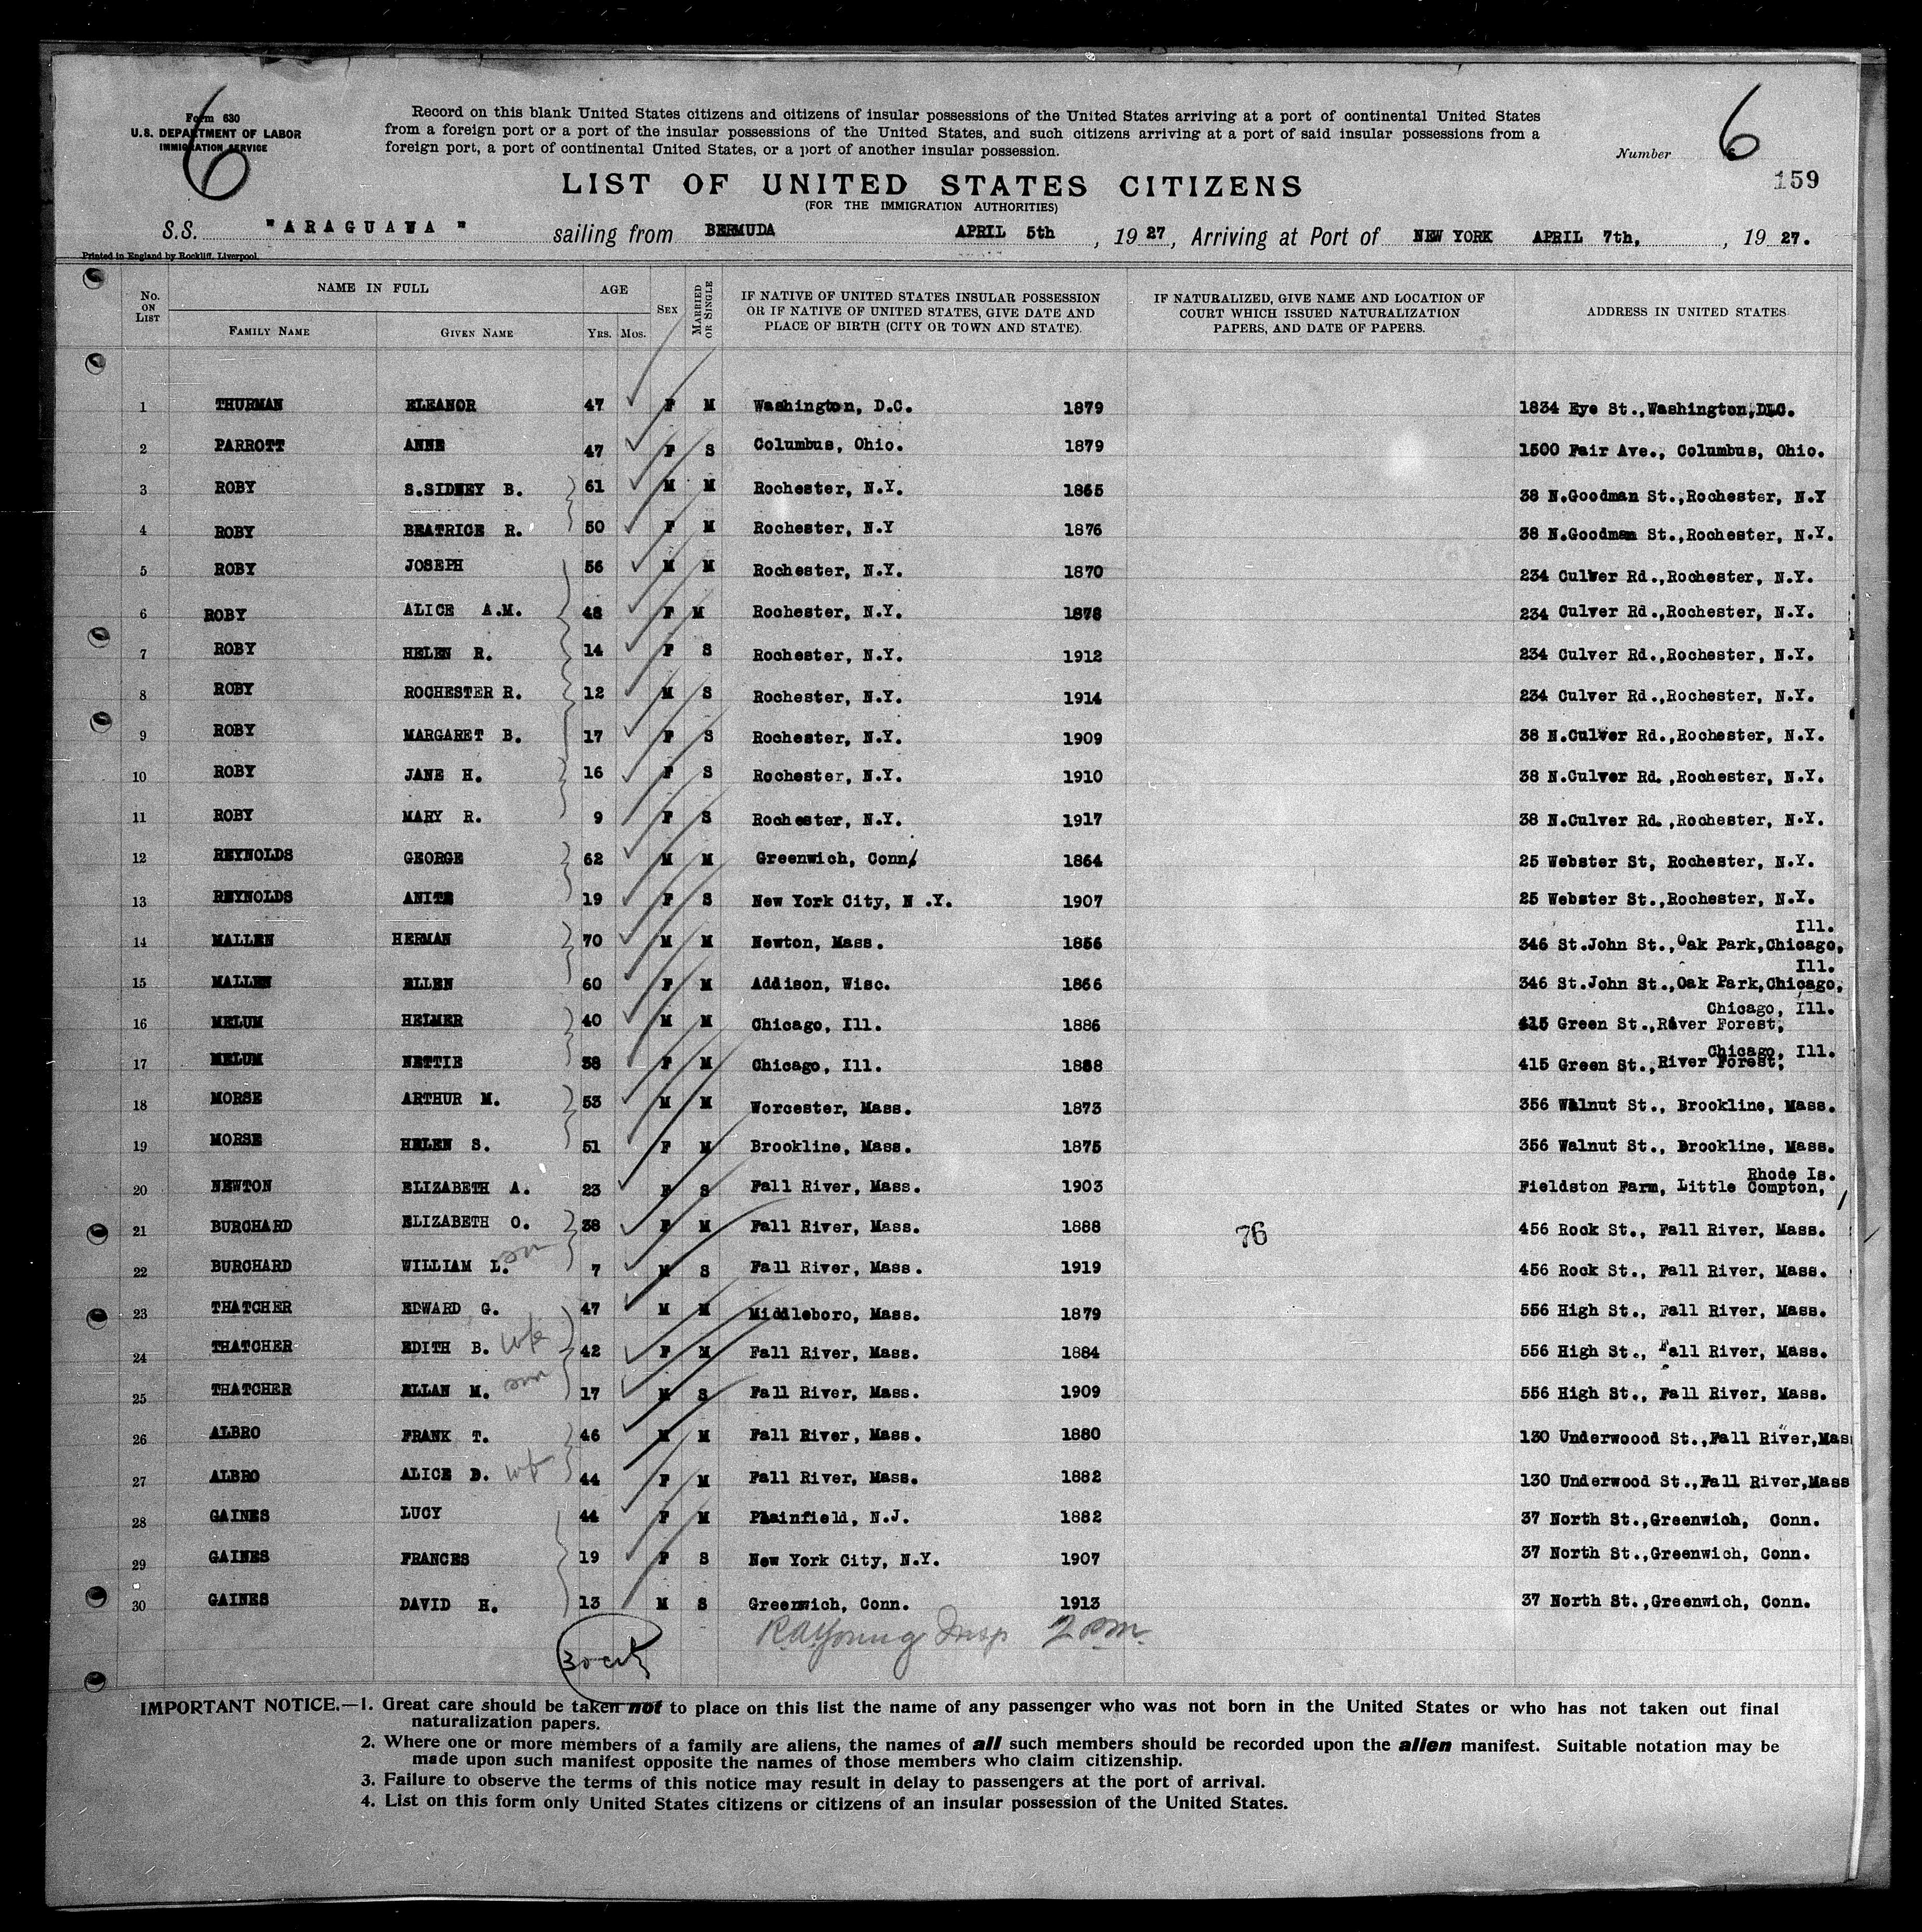 6
Form 630
U.S. DEPARTMENT OF LABOR
IMMIGRATION SERVICE
Record on this blank United States citizens and citizens of insular possessions of the United States arriving at a port of continental United States
from a foreign port or a port of the insular possessions of the United States, and such citizens arriving at a port of said insular possessions from a
foreign port, a port of continental United States, or a port of another insular possession.
Number 6
159
LIST OF UNITED STATES CITIZENS
(FOR THE IMMIGRATION AUTHORITIES)
S.S. "ARAGUAYA" sailing from BERMUDA APRIL 5th, 1927, Arriving at Port of NEW YORK APRIL 7th, , 1927.
Printed in England by Rockliff, Liverpool.
No. ON LIST
NAME IN FULL
FAMILY NAME
GIVEN NAME
AGE
YRS. MOS.
SEX
MARRIED OR SINGLE
IF NATIVE OF UNITED STATES INSULAR POSSESSION
OR IF NATIVE OF UNITED STATES, GIVE DATE AND
PLACE OF BIRTH (CITY OR TOWN AND STATE).
IF NATURALIZED, GIVE NAME AND LOCATION OF
COURT WHICH ISSUED NATURALIZATION
PAPERS, AND DATE OF PAPERS.
ADDRESS IN UNITED STATES
1 THURMAN ELEANOR 47 F M Washington, D.C. 1879 1834 Eye St.,Washington,DLC.
2 PARROTT ANNE 47 F S Columbus, Ohio. 1879 1500 Fair Ave., Columbus, Ohio.
3 ROBY S.SIDNEY B. 61 M M Rochester, N.Y. 1865 38 N.Goodman St.,Rochester, N.Y
4 ROBY BEATRICE R. 50 F M Rochester, N.Y 1876 38 N.Goodman St.,Rochester, N.Y.
5 ROBY JOSEPH 56 M M Rochester, N.Y. 1870 234 Culver Rd.,Rochester, N.Y.
6 ROBY ALICE A.M. 48 F M Rochester, N.Y. 1878 234 Culver Rd.,Rochester, N.Y.
7 ROBY HELEN R. 14 F S Rochester, N.Y. 1912 234 Culver Rd.,Rochester, N.Y.
8 ROBY ROCHESTER R. 12 M S Rochester, N.Y. 1914 234 Culver Rd.,Rochester, N.Y.
9 ROBY MARGARET B. 17 F S Rochester, N.Y. 1909 38 N.Culver Rd.,Rochester, N.Y.
10 ROBY JANE H. 16 F S Rochester, N.Y. 1910 38 N.Culver Rd.,Rochester, N.Y.
11 ROBY MARY R. 9 F S Rochester, N.Y. 1917 38 N.Culver Rd.,Rochester, N.Y.
12 REYNOLDS GEORGE 62 M M Greenwich, Conn. 1864 25 Webster St, Rochester, N.Y.
13 REYNOLDS ANITE 19 F S New York City, N .Y. 1907 25 Webster St.,Rochester, N.Y.
14 MALLEN HERMAN 70 M M Newton, Mass. 1856 346 St.John St.,Oak Park,Chicago, Ill.
15 MALLEN ELLEN 60 F M Addison, Wisc. 1866 346 St.John St.,Oak Park,Chicago, Ill.
16 MELUM HELMER 40 M M Chicago, Ill. 1886 415 Green St.,River Forest, Chicago, Ill.
17 MELUM NETTIE 38 F M Chicago, Ill. 1888 415 Green St.,River Forest, Chicago, Ill.
18 MORSE ARTHUR M. 53 M M Worcester, Mass. 1873 356 Walnut St., Brookline, Mass.
19 MORSE HELEN S. 51 F M Brookline, Mass. 1875 356 Walnut St., Brookline, Mass.
20 NEWTON ELIZABETH A. 23 F S Fall River, Mass. 1903 Fieldston Farm, Little Compton, Rhode Is.
21 BURCHARD ELIZABETH O. 38 F M Fall River, Mass. 1888 76 456 Rock St., Fall River, Mass.
22 BURCHARD WILLIAM L. son 7 M S Fall River, Mass. 1919 456 Rock St., Fall River, Mass.
23 THATCHER EDWARD G. 47 M M Middleboro, Mass. 1879 556 High St., Fall River, Mass.
24 THATCHER EDITH B. wfe 42 F M Fall River, Mass. 1884 556 High St., Fall River, Mass.
25 THATCHER ELLAN M. son 17 M S Fall River, Mass. 1909 556 High St., Fall River, Mass.
26 ALBRO FRANK T. 46 M M Fall River, Mass. 1880 130 Underwoood St.,Fall River,Mas
27 ALBRO ALICE D. wfe 44 F M Fall River, Mass. 1882 130 Underwood St.,Fall River,Mass
28 GAINES LUCY 44 F M Plainfield, N.J. 1882 37 North St.,Greenwich, Conn.
29 GAINES FRANCES 19 F S New York City, N.Y. 1907 37 North St.,Greenwich, Conn.
30 GAINES DAVID H. 13 M S Greenwich, Conn. 1913 37 North St.,Greenwich, Conn.
R.A. Young Insp 2 pm
IMPORTANT NOTICE.—1. Great care should be taken not to place on this list the name of any passenger who was not born in the United States or who has not taken out final
naturalization papers.
2. Where one or more members of a family are aliens, the names of all such members should be recorded upon the alien manifest. Suitable notation may be
made upon such manifest opposite the names of those members who claim citizenship.
3. Failure to observe the terms of this notice may result in delay to passengers at the port of arrival.
4. List on this form only United States citizens or citizens of an insular possession of the United States.